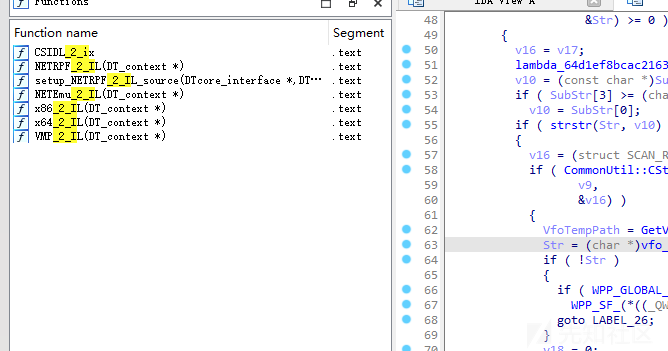 Functions
Function name
Segment
CSIDL_2_ix
.text
NETRPF_2_IL(DT_context *)
.text
setup_NETRPF_2_IL_source(DTcore_interface *,DT…
.text
NETEmu_2_IL(DT_context *)
.text
x86_2_IL(DT_context *)
.text
x64_2_IL(DT_context *)
.text
VMP_2_IL(DT_context *)
.text
IDA View A
48 &Str) >= 0 )
49 {
50 v16 = v17;
51 lambda_64d1ef8bcac2163
52 v10 = (const char *)Su
53 if ( SubStr[3] >= (cha
54 v10 = SubStr[0];
55 if ( strstr(Str, v10)
56 {
57 v16 = (struct SCAN_R
58 if ( CommonUtil::CSt
59 v9,
60 &v16) )
61 {
62 VfoTempPath = GetV
63 Str = (char *)vfo_
64 if ( !Str )
65 {
66 if ( WPP_GLOBAL_
67 WPP_SF_(*((_QW
68 goto LABEL_26;
69 }
70 v18 = 0;